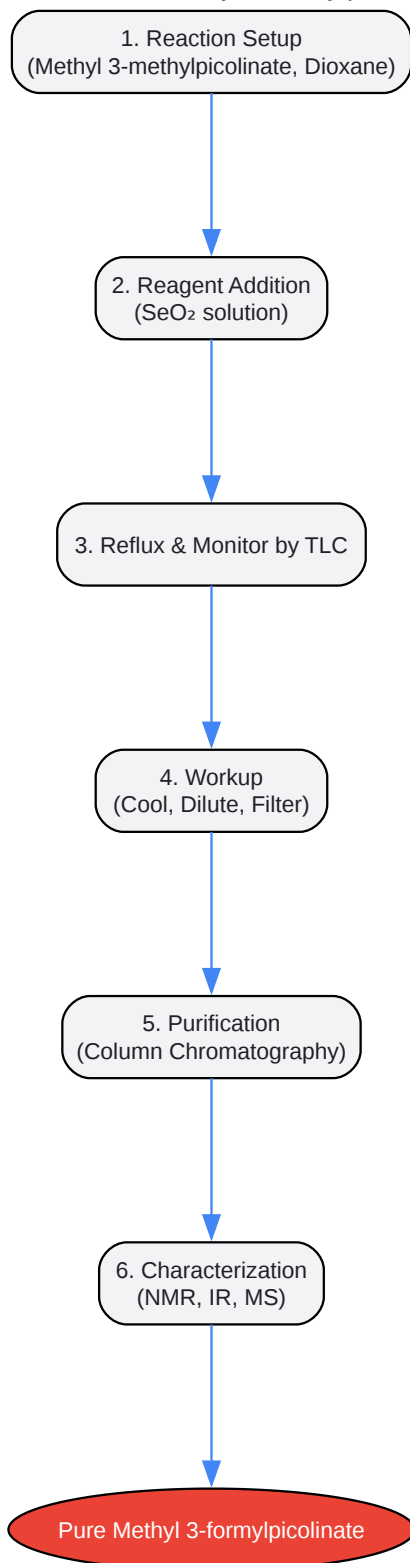 1. Reaction Setup
(Methyl 3-methylpicolinate, Dioxane)
2. Reagent Addition
(SeO₂ solution)
3. Reflux & Monitor by TLC
4. Workup
(Cool, Dilute, Filter)
5. Purification
(Column Chromatography)
6. Characterization
(NMR, IR, MS)
Pure Methyl 3-formylpicolinate